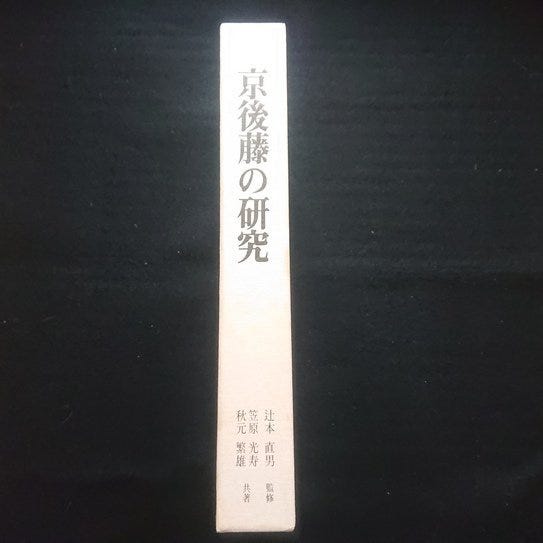 京後藤の研究
辻本 直男 監修
笠原 光寿
秋元 繁雄 共著